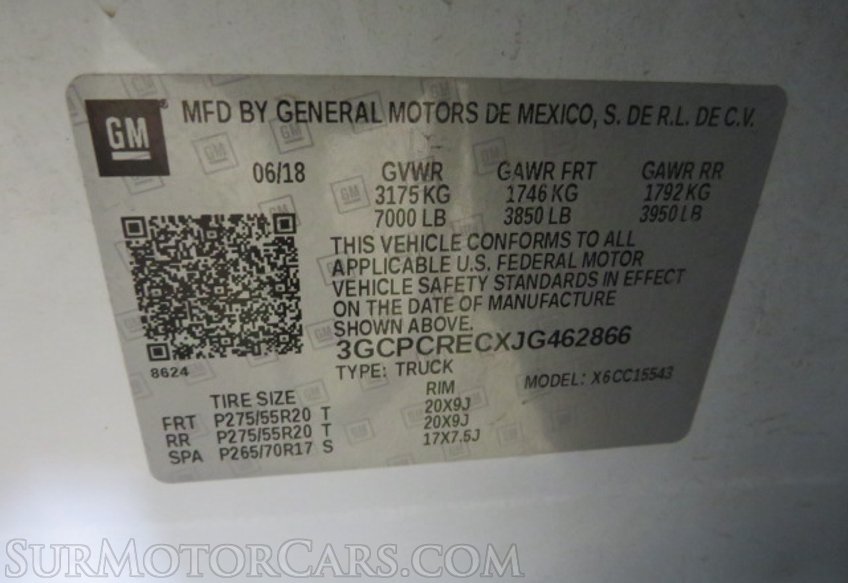 GM
MFD BY GENERAL MOTORS DE MEXICO, S. DE R.L. DE C.V.
06/18 GVWR GAWR FRT GAWR RR
3175 KG 1746 KG 1792 KG
7000 LB 3850 LB 3950 LB
THIS VEHICLE CONFORMS TO ALL
APPLICABLE U.S. FEDERAL MOTOR
VEHICLE SAFETY STANDARDS IN EFFECT
ON THE DATE OF MANUFACTURE
SHOWN ABOVE.
3GCPCRECXJG462866
8624
TYPE: TRUCK MODEL: X6CC15543
TIRE SIZE RIM
FRT P275/55R20 T 20X9J
RR P275/55R20 T 20X9J
SPA P265/70R17 S 17X7.5J
SURMOTORCARS.COM